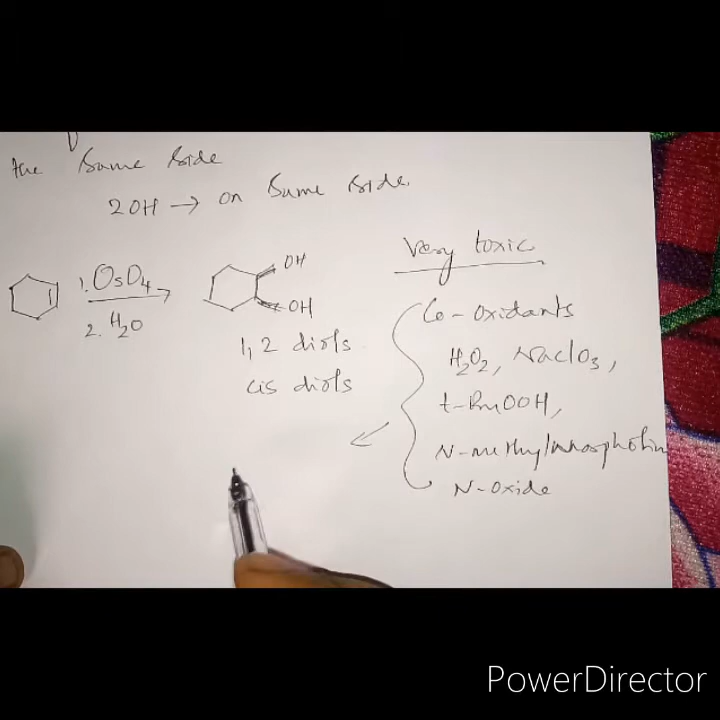 the Same side
2OH → on Same side.
1. OsO4
2. H2O
OH
OH
1,2 diols
cis diols
Very toxic
Co-oxidants
H2O2, NaClO3,
t-BuOOH,
N-methylmorpholin
N-oxide
PowerDirector